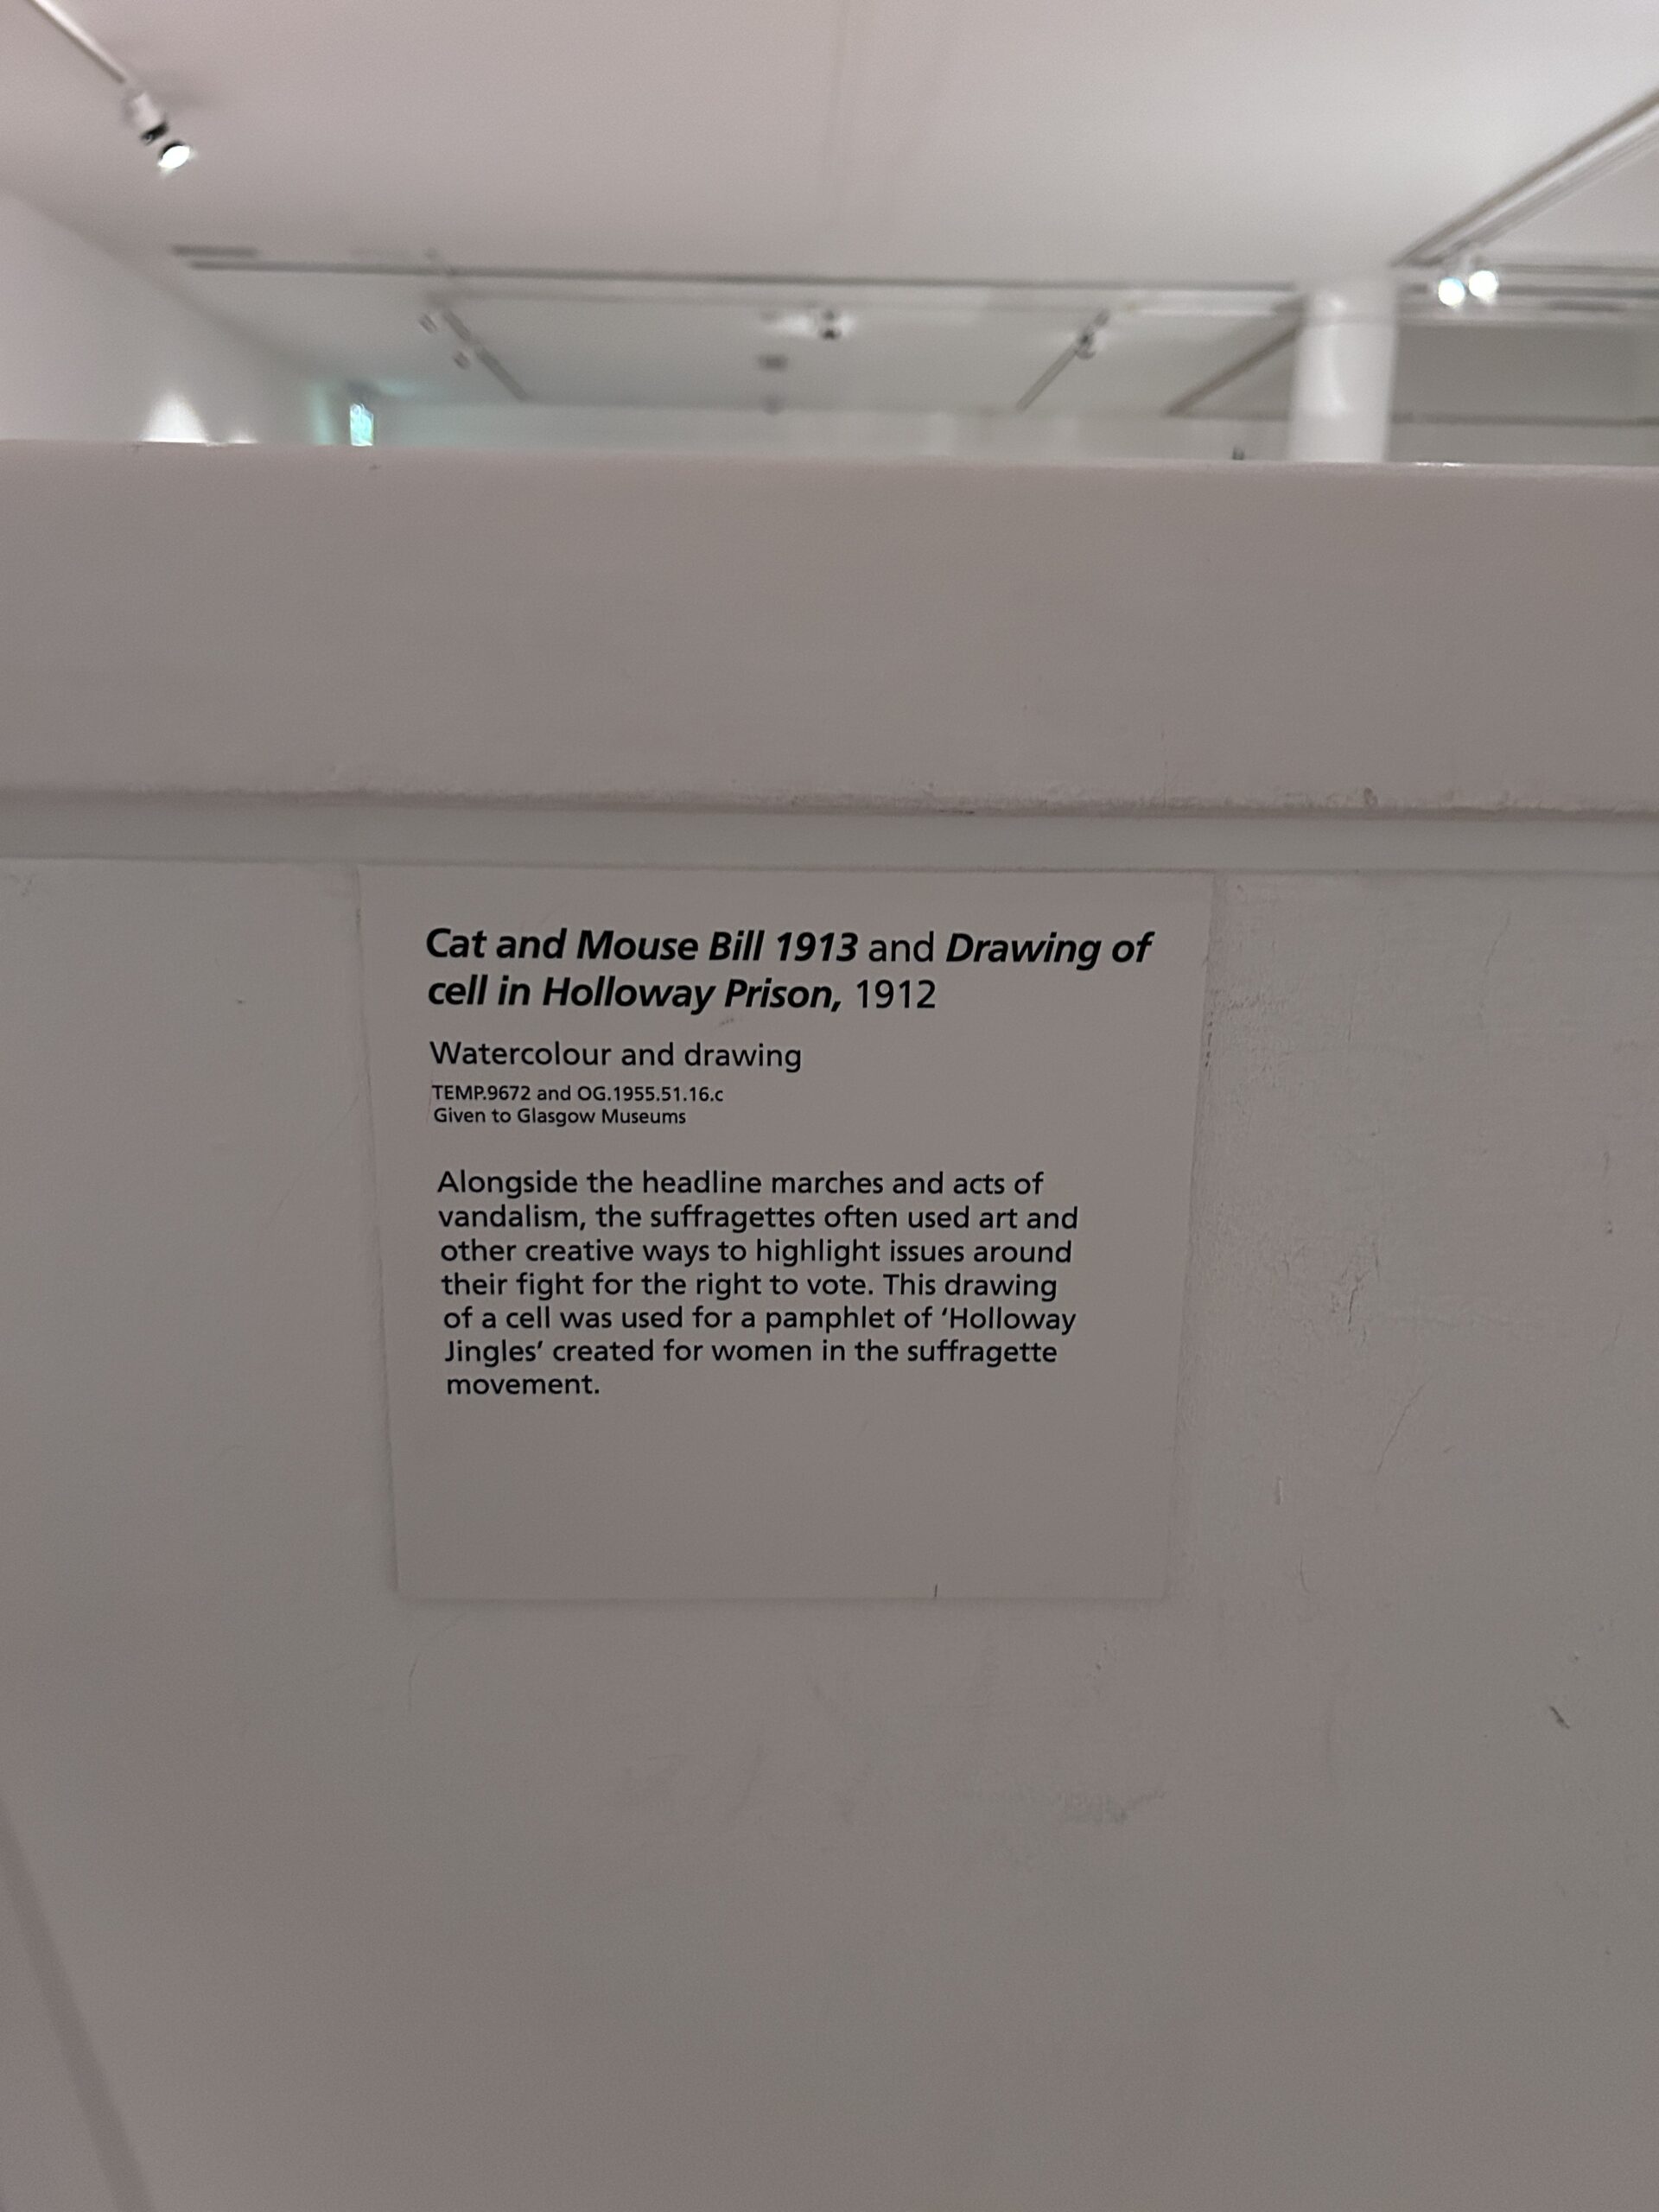 Cat and Mouse Bill 1913 and Drawing of
cell in Holloway Prison, 1912
Watercolour and drawing
TEMP.9672 and OG.1955.51.16.c
Given to Glasgow Museums
Alongside the headline marches and acts of
vandalism, the suffragettes often used art and
other creative ways to highlight issues around
their fight for the right to vote. This drawing
of a cell was used for a pamphlet of ‘Holloway
Jingles’ created for women in the suffragette
movement.